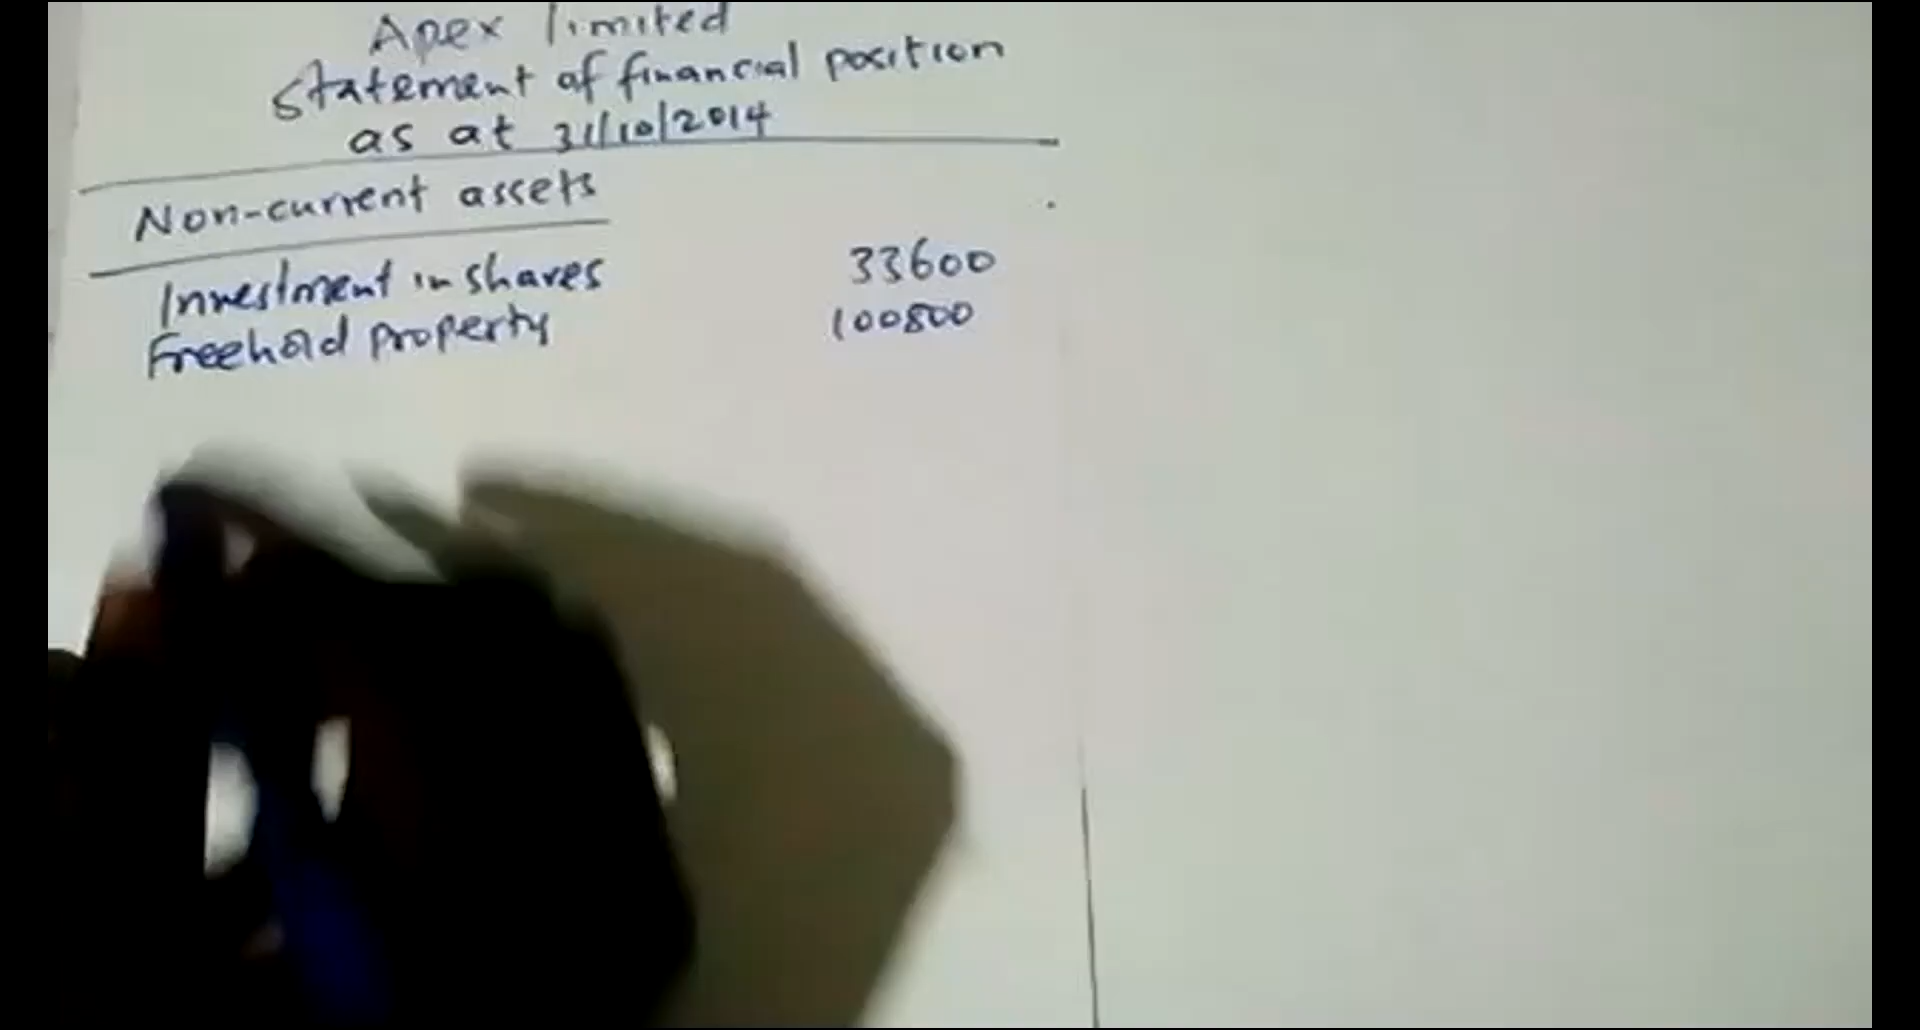 Apex limited
Statement of financial position
as at 31/10/2014
Non-current assets
Investment in shares 33600
Freehold property 100800